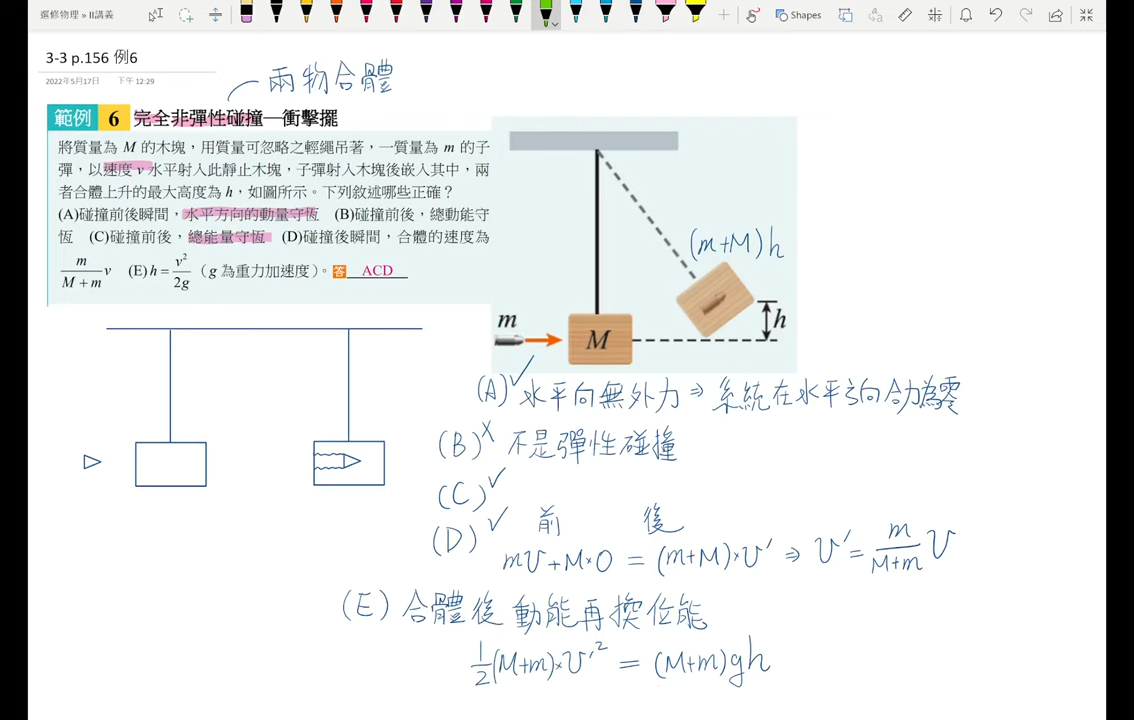 選修物理 » II講義
Shapes
3-3 p.156 例6
2022年5月17日 下午 12:29
兩物合體
範例 6 完全非彈性碰撞—衝擊擺
將質量為 M 的木塊，用質量可忽略之輕繩吊著，一質量為 m 的子
彈，以速度 v 水平射入此靜止木塊，子彈射入木塊後嵌入其中，兩
者合體上升的最大高度為 h，如圖所示。下列敘述哪些正確？
(A)碰撞前後瞬間，水平方向的動量守恆 (B)碰撞前後，總動能守
恆 (C)碰撞前後，總能量守恆 (D)碰撞後瞬間，合體的速度為
m/(M+m) v (E) h = v²/2g （g 為重力加速度）。答 ACD
(m+M)h
h
m
M
(A)✓ 水平向無外力 ⇒ 系統在水平方向合力為零
(B)× 不是彈性碰撞
(C)✓
(D)✓ 前 後
mv+M×0 = (m+M)×v' ⇒ v' = m/(M+m) v
(E) 合體後動能再換位能
1/2(M+m)×v'² = (M+m)gh